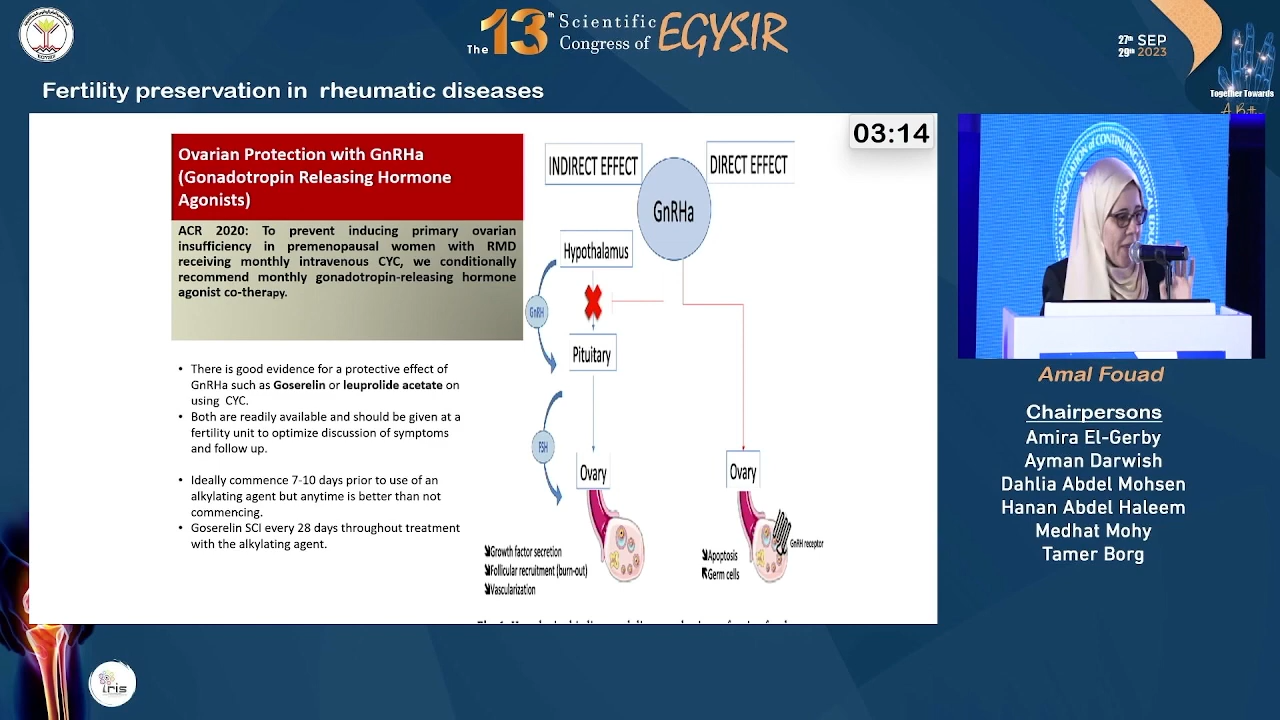 The 13th Scientific
Congress of EGYSIR
27th SEP
29th 2023
Together Towards
Fertility preservation in rheumatic diseases
03:14
Ovarian Protection with GnRHa
(Gonadotropin Releasing Hormone
Agonists)
ACR 2020: To prevent inducing primary ovarian
insufficiency in premenopausal women with RMD
receiving monthly intravenous CYC, we conditionally
recommend monthly gonadotropin-releasing hormone
agonist co-therapy.
• There is good evidence for a protective effect of
GnRHa such as Goserelin or leuprolide acetate on
using CYC.
• Both are readily available and should be given at a
fertility unit to optimize discussion of symptoms
and follow up.
• Ideally commence 7-10 days prior to use of an
alkylating agent but anytime is better than not
commencing.
• Goserelin SCI every 28 days throughout treatment
with the alkylating agent.
INDIRECT EFFECT
DIRECT EFFECT
GnRHa
Hypothalamus
GnRH
Pituitary
FSH
Ovary
Ovary
GnRH receptor
Growth factor secretion
Follicular recruitment (burn-out)
Vascularization
Apoptosis
Germ cells
Amal Fouad
Chairpersons
Amira El-Gerby
Ayman Darwish
Dahlia Abdel Mohsen
Hanan Abdel Haleem
Medhat Mohy
Tamer Borg
iris